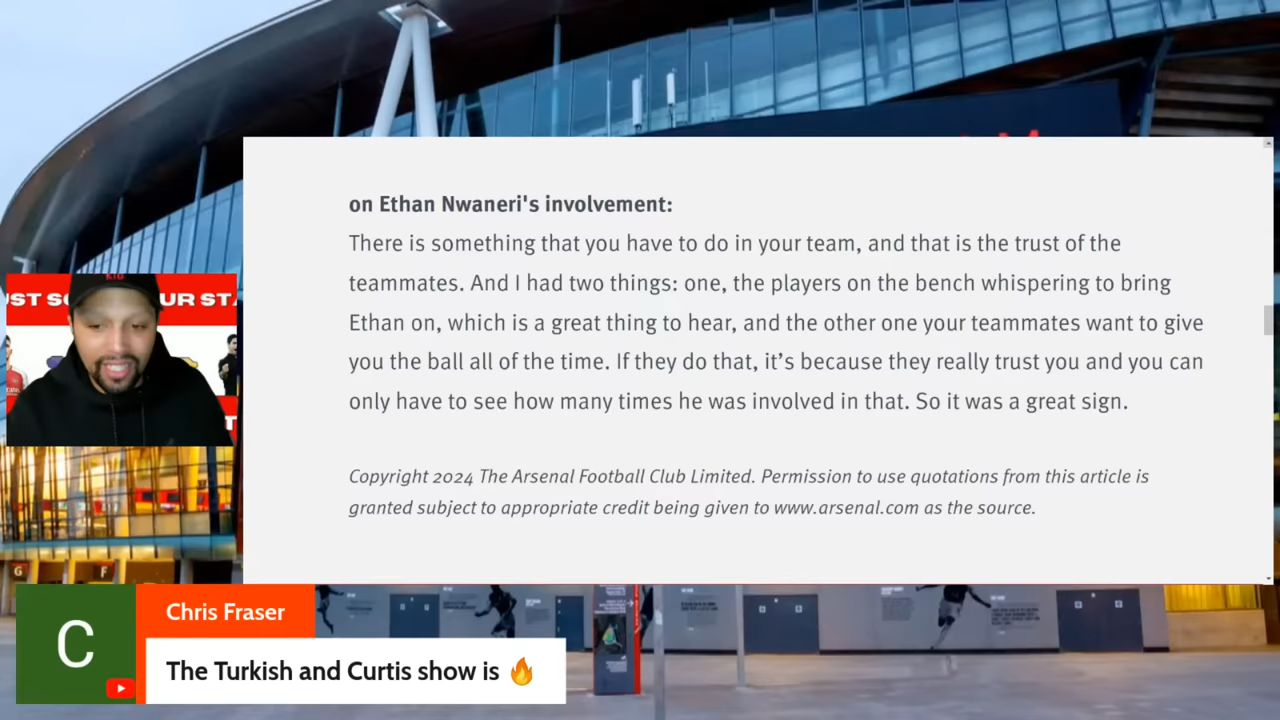 on Ethan Nwaneri's involvement:
There is something that you have to do in your team, and that is the trust of the
teammates. And I had two things: one, the players on the bench whispering to bring
Ethan on, which is a great thing to hear, and the other one your teammates want to give
you the ball all of the time. If they do that, it’s because they really trust you and you can
only have to see how many times he was involved in that. So it was a great sign.
Copyright 2024 The Arsenal Football Club Limited. Permission to use quotations from this article is
granted subject to appropriate credit being given to www.arsenal.com as the source.
G F
C
Chris Fraser
The Turkish and Curtis show is 🔥